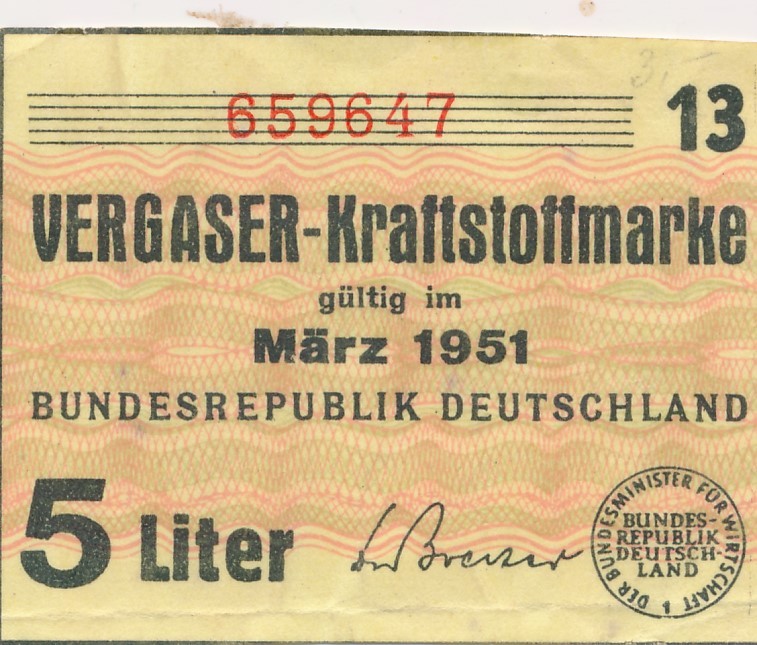 3,—
659647 13
VERGASER-Kraftstoffmarke
gültig im
März 1951
BUNDESREPUBLIK DEUTSCHLAND
5 Liter
DER BUNDESMINISTER FÜR WIRTSCHAFT 1
BUNDES-
REPUBLIK
DEUTSCH-
LAND